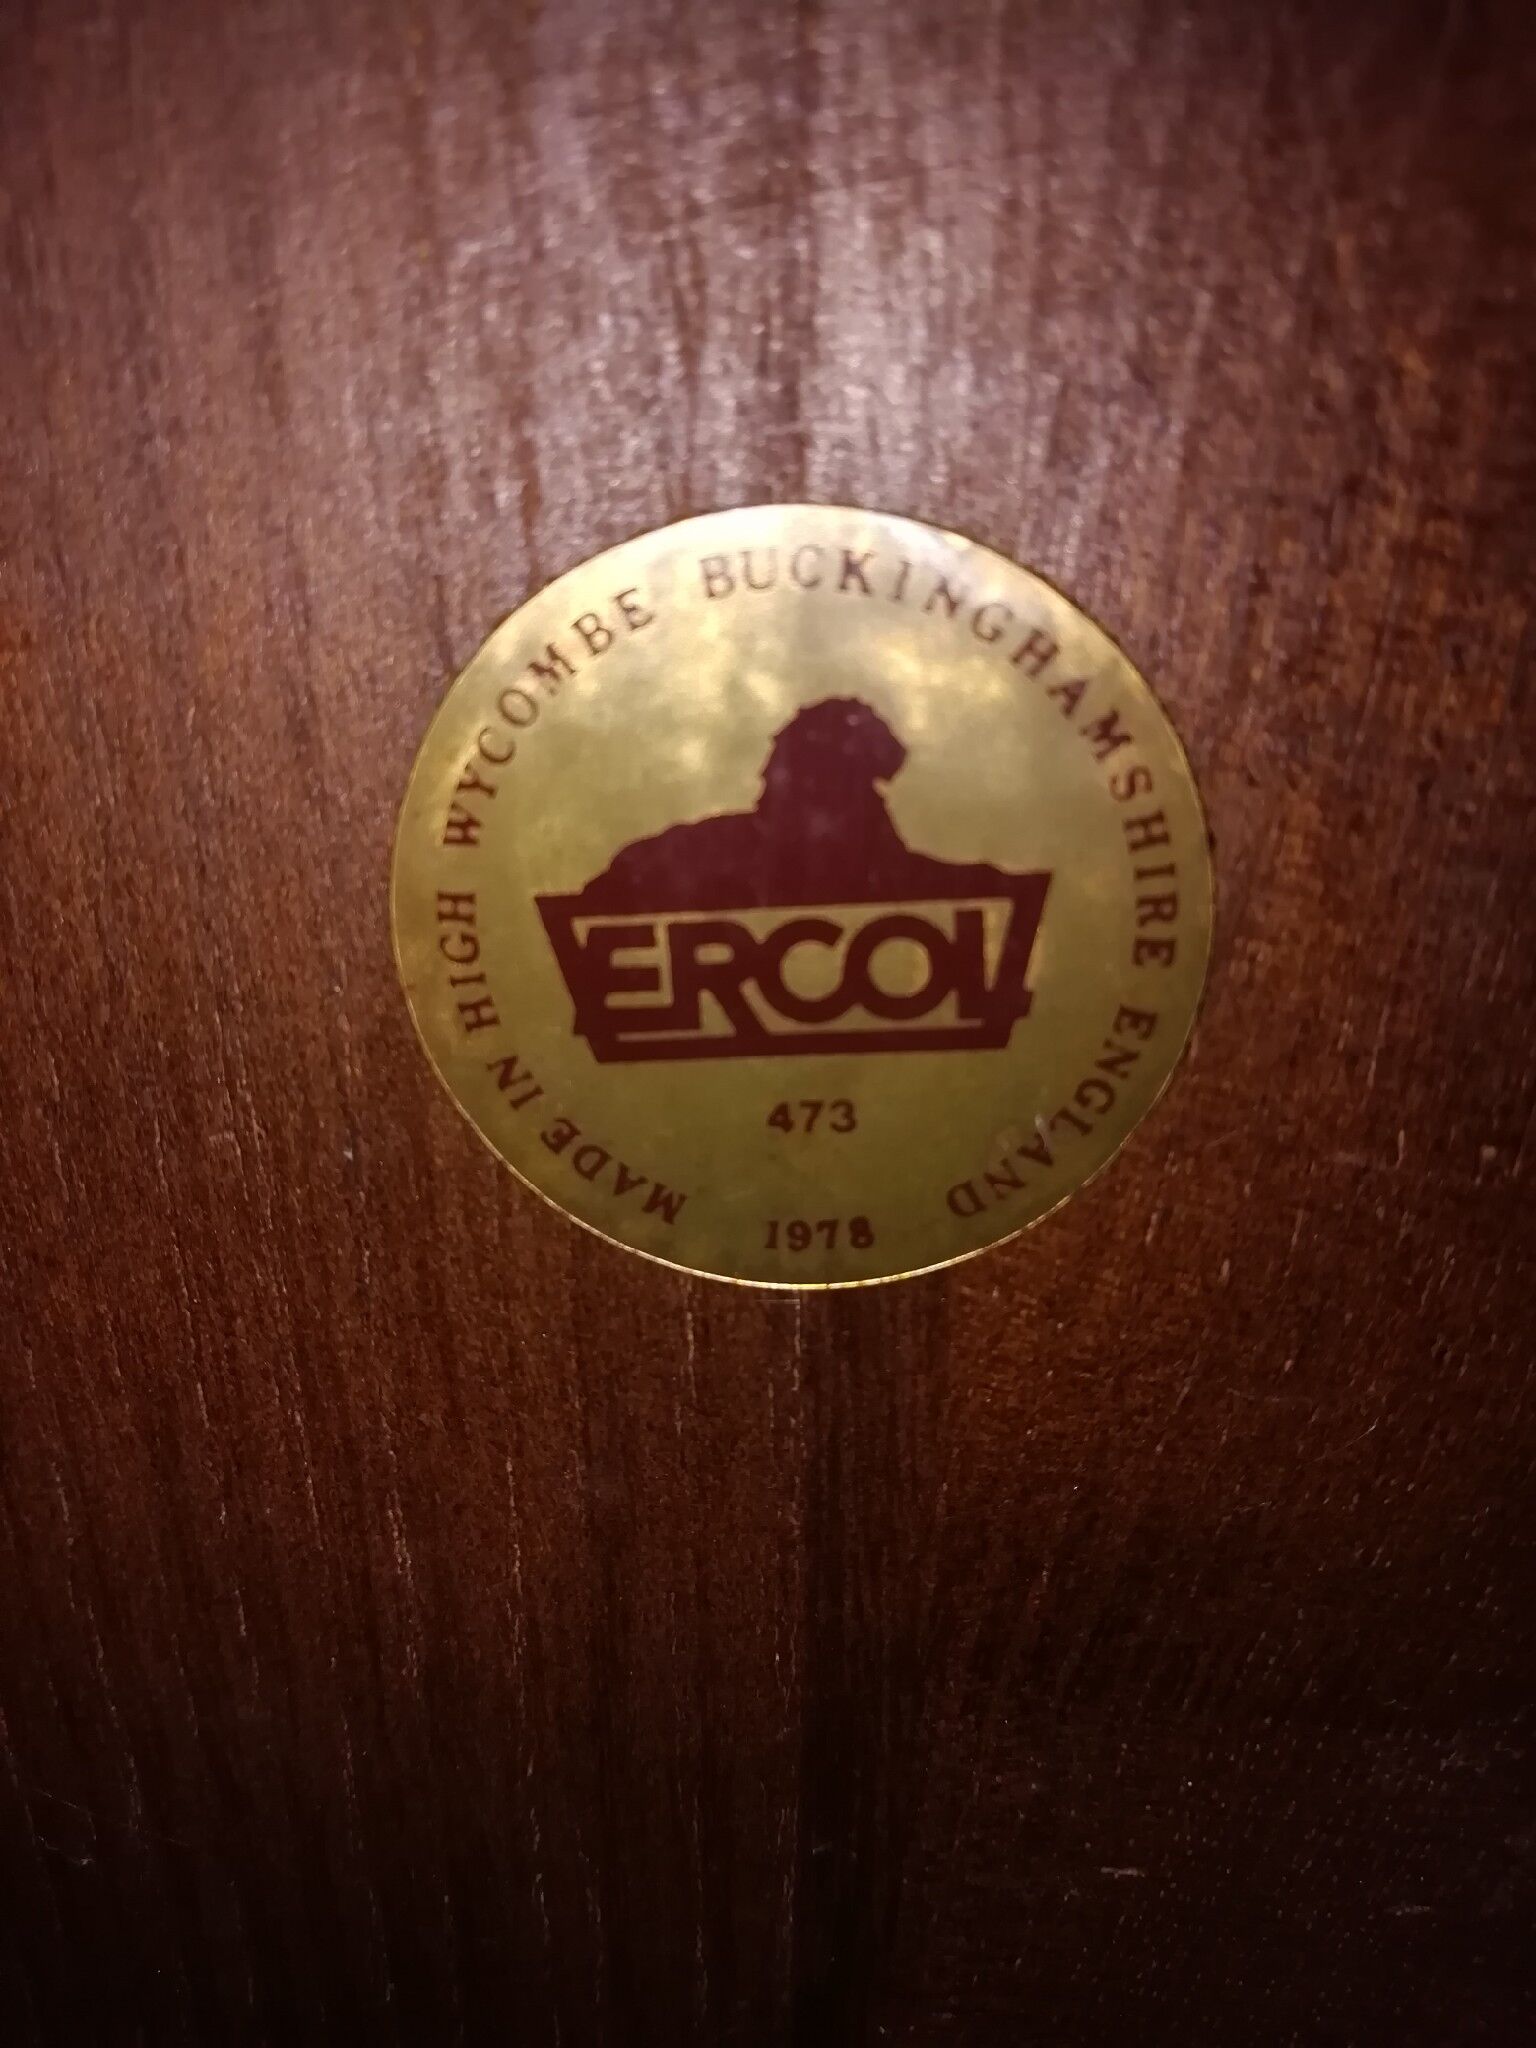 MADE IN HIGH WYCOMBE BUCKINGHAMSHIRE ENGLAND
ERCOL
473
1978